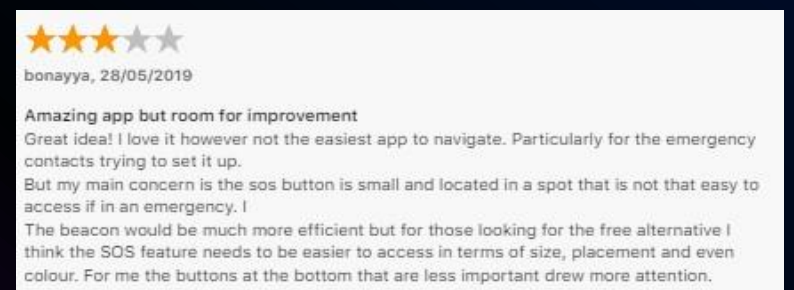 bonayya, 28/05/2019
Amazing app but room for improvement
Great idea! I love it however not the easiest app to navigate. Particularly for the emergency
contacts trying to set it up.
But my main concern is the sos button is small and located in a spot that is not that easy to
access if in an emergency. I
The beacon would be much more efficient but for those looking for the free alternative I
think the SOS feature needs to be easier to access in terms of size, placement and even
colour. For me the buttons at the bottom that are less important drew more attention.